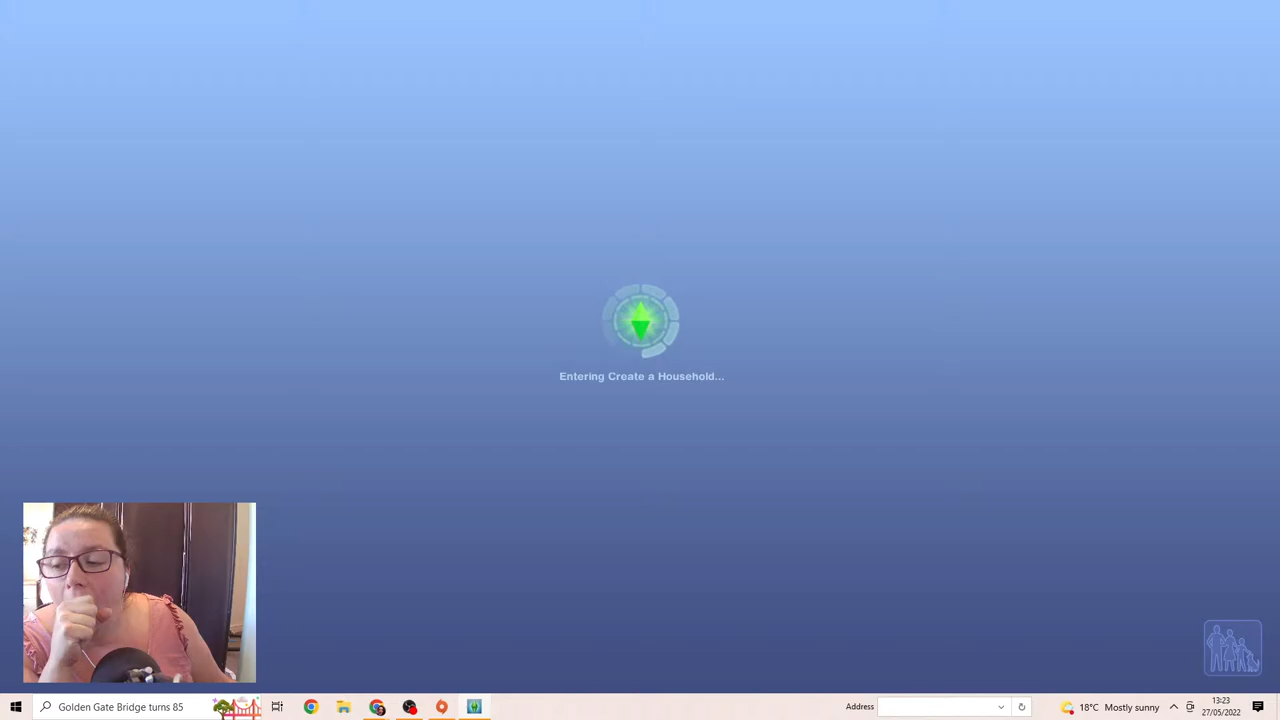 Entering Create a Household...
Golden Gate Bridge turns 85
Address
18°C Mostly sunny
13:23
27/05/2022